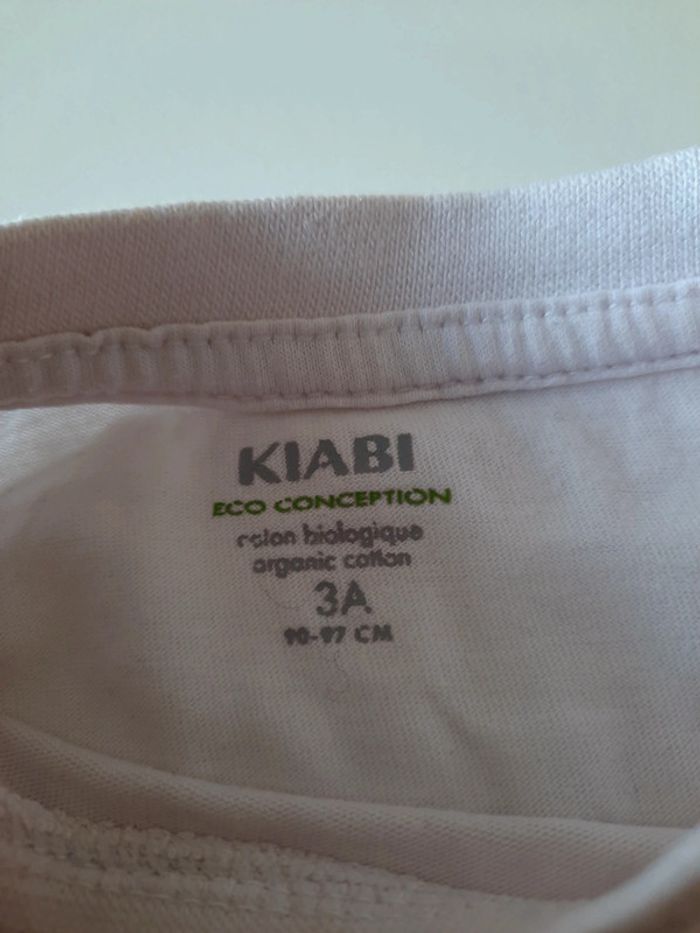 KIABI
ECO CONCEPTION
coton biologique
organic cotton
3A
90-97 CM